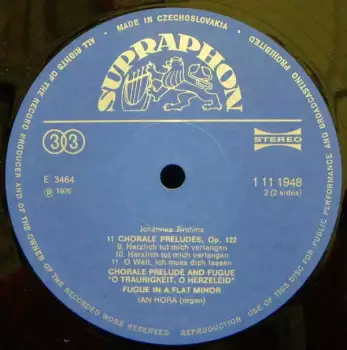 MADE IN CZECHOSLOVAKIA
ALL RIGHTS OF THE RECORD PRODUCER AND OF THE OWNER OF THE RECORDED WORK RESERVED
REPRODUCTION USE OF THIS DISC FOR PUBLIC PERFORMANCE AND BROADCASTING PROHIBITED
SUPRAPHON
33
STEREO
E 3464
Ⓟ 1976
1 11 1948
2 (2 sides)
Johannes Brahms
11 CHORALE PRELUDES, Op. 122
9. Herzlich tut mich verlangen
10. Herzlich tut mich verlangen
11. O Welt, ich muss dich lassen
CHORALE PRELUDE AND FUGUE
"O TRAURIGKEIT, O HERZELEID"
FUGUE IN A FLAT MINOR
JAN HORA (organ)